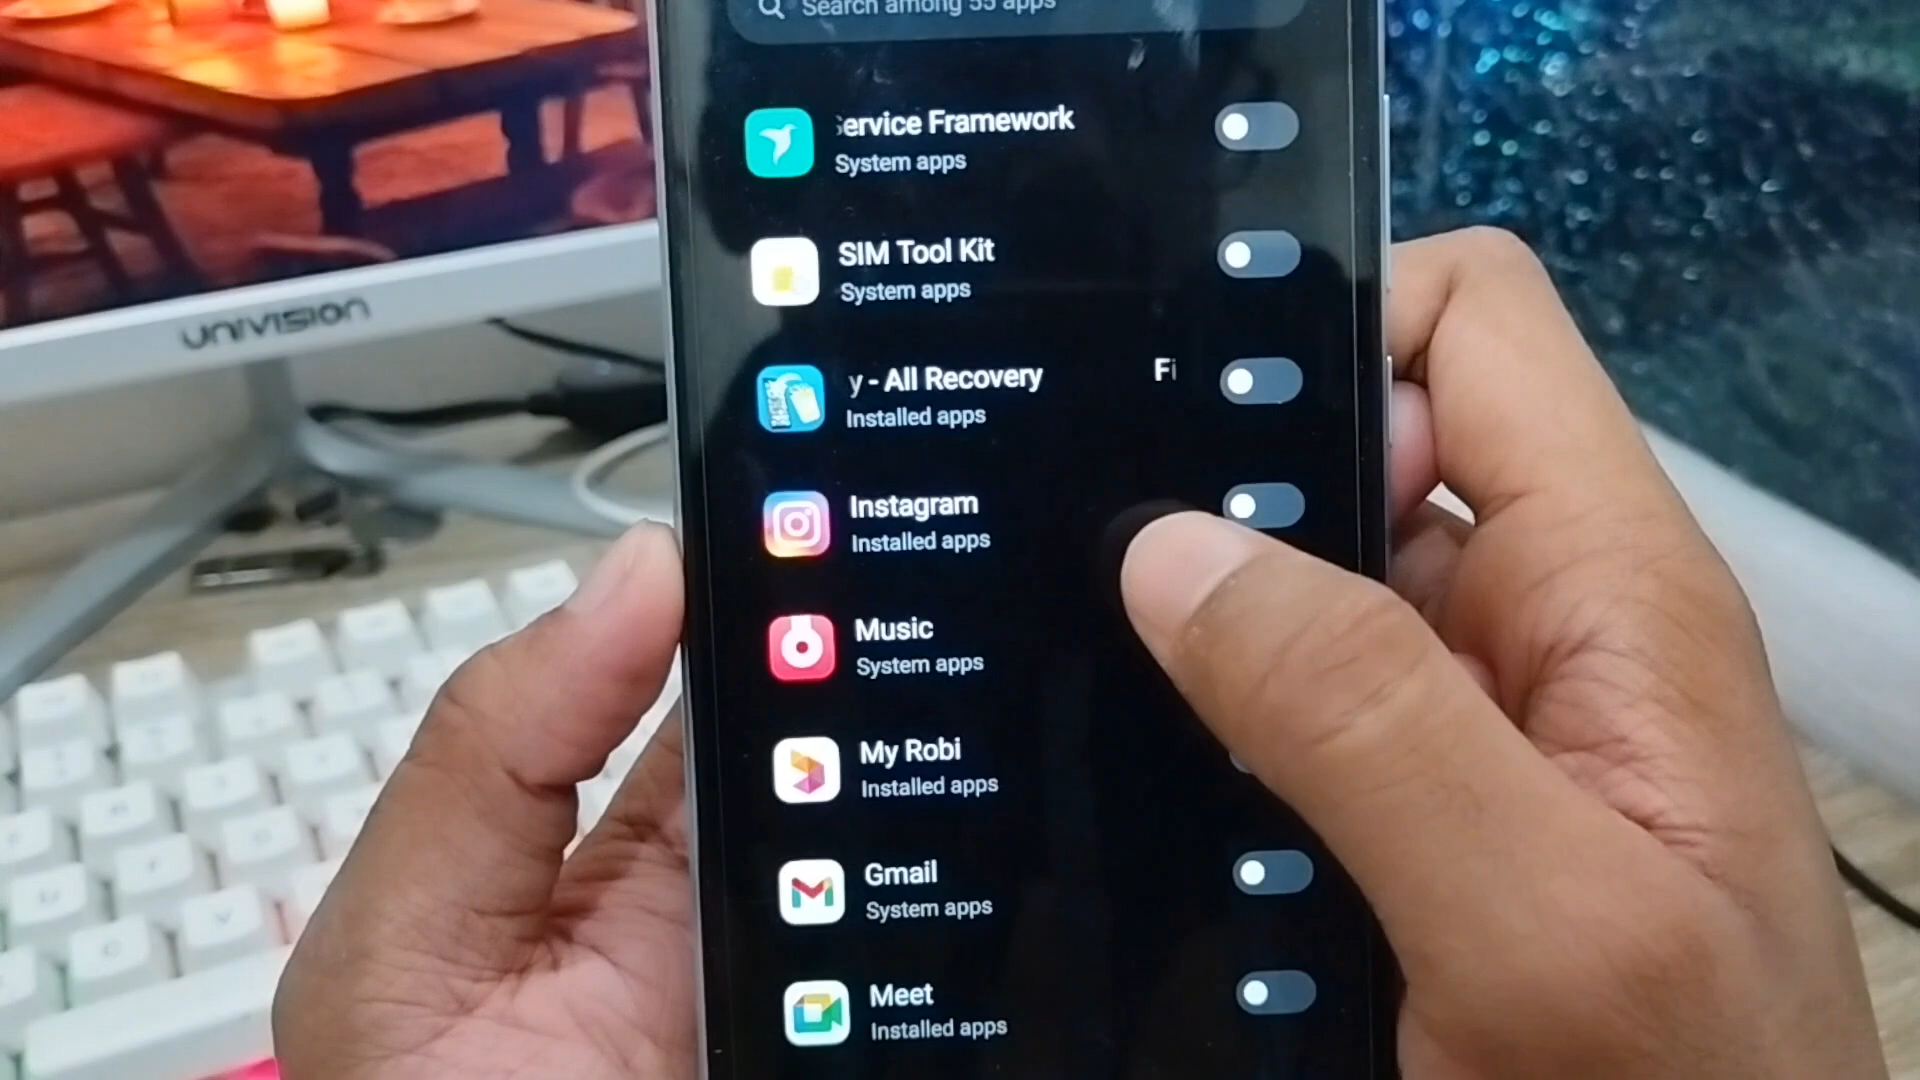 Search among 55 apps
Service Framework
System apps
SIM Tool Kit
System apps
y - All Recovery Fi
Installed apps
Instagram
Installed apps
Music
System apps
My Robi
Installed apps
Gmail
System apps
Meet
Installed apps
UNIVISION